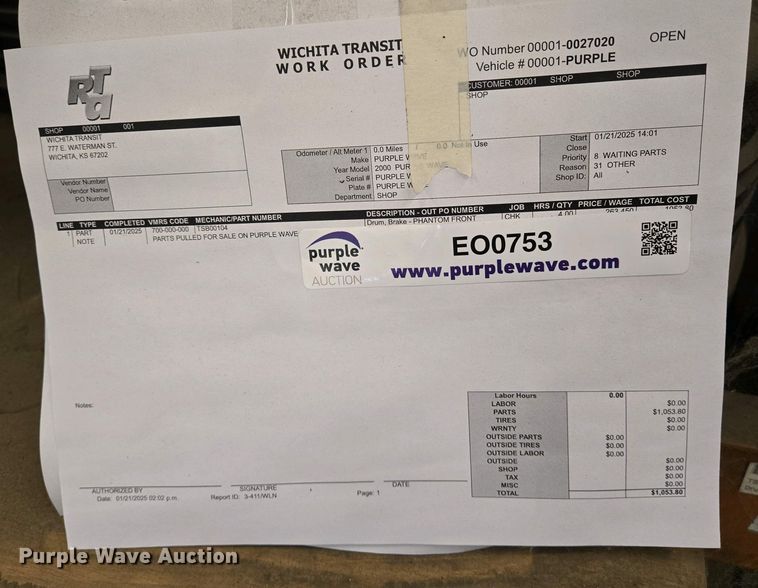 WICHITA TRANSIT
WORK ORDER
WO Number 00001-0027020
OPEN
Vehicle # 00001-PURPLE
RTA
CUSTOMER: 00001 SHOP SHOP
SHOP
SHOP 00001 001
WICHITA TRANSIT
777 E. WATERMAN ST.
WICHITA, KS 67202
Vendor Number
Vendor Name
PO Number
Odometer / Alt Meter 1 0.0 Miles / 0.0 Not In Use
Make PURPLE WAVE
Year Model 2000 PURPLE WAVE
Serial # PURPLE W
Plate # PURPLE W
Department SHOP
Start 01/21/2025 14:01
Close
Priority 8 WAITING PARTS
Reason 31 OTHER
Shop ID: All
LINE TYPE COMPLETED VMRS CODE MECHANIC/PART NUMBER DESCRIPTION - OUT PO NUMBER JOB HRS / QTY PRICE / WAGE TOTAL COST
1 PART 01/21/2025 700-000-000 TSB00104 Drum, Brake - PHANTOM FRONT CHK 4.00 263.450 1053.80
NOTE PARTS PULLED FOR SALE ON PURPLE WAVE
purple wave AUCTION
EO0753
www.purplewave.com
Notes:
Labor Hours 0.00
LABOR $0.00
PARTS $1,053.80
TIRES $0.00
WRNTY $0.00
OUTSIDE PARTS $0.00
OUTSIDE TIRES $0.00
OUTSIDE LABOR $0.00
OUTSIDE $0.00
SHOP $0.00
TAX $0.00
MISC $0.00
TOTAL $1,053.80
AUTHORIZED BY SIGNATURE DATE
Date: 01/21/2025 02:02 p.m. Report ID: 3-411/WLN Page: 1
Purple Wave Auction